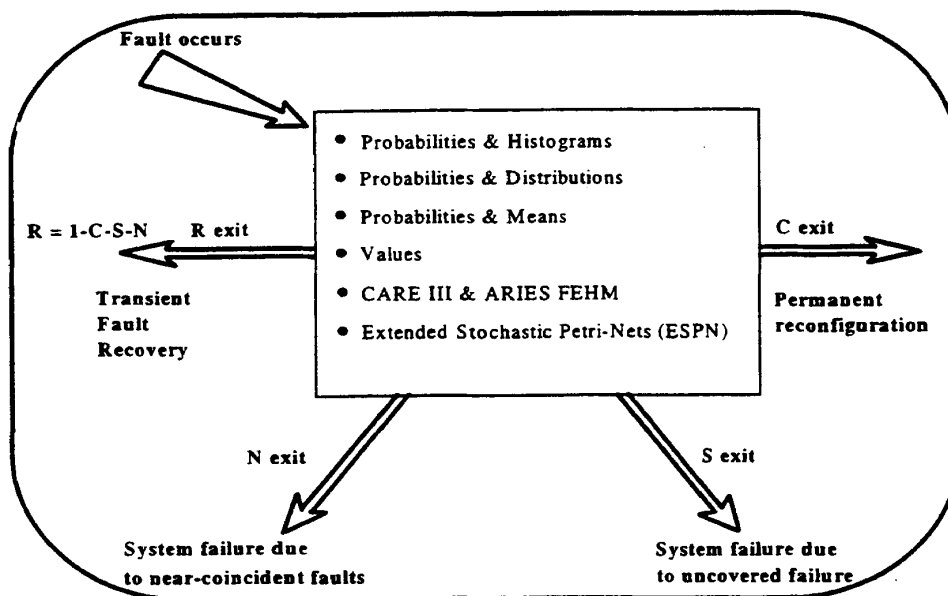 Fault occurs
• Probabilities & Histograms
• Probabilities & Distributions
• Probabilities & Means
• Values
• CARE III & ARIES FEHM
• Extended Stochastic Petri-Nets (ESPN)
R = 1-C-S-N
R exit
Transient
Fault
Recovery
C exit
Permanent
reconfiguration
N exit
System failure due
to near-coincident faults
S exit
System failure due
to uncovered failure